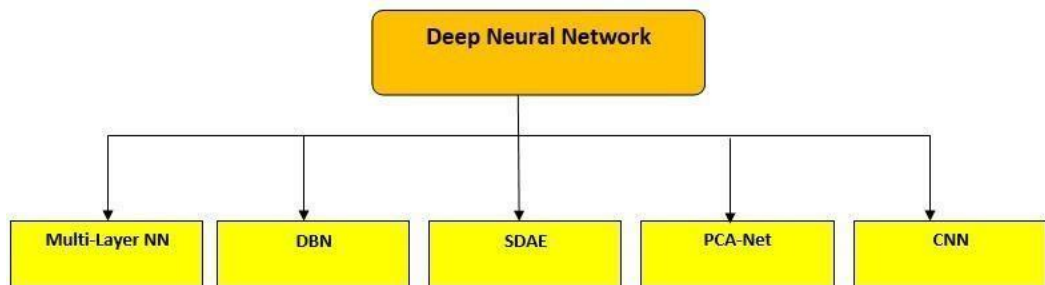 Deep Neural Network
Multi-Layer NN
DBN
SDAE
PCA-Net
CNN